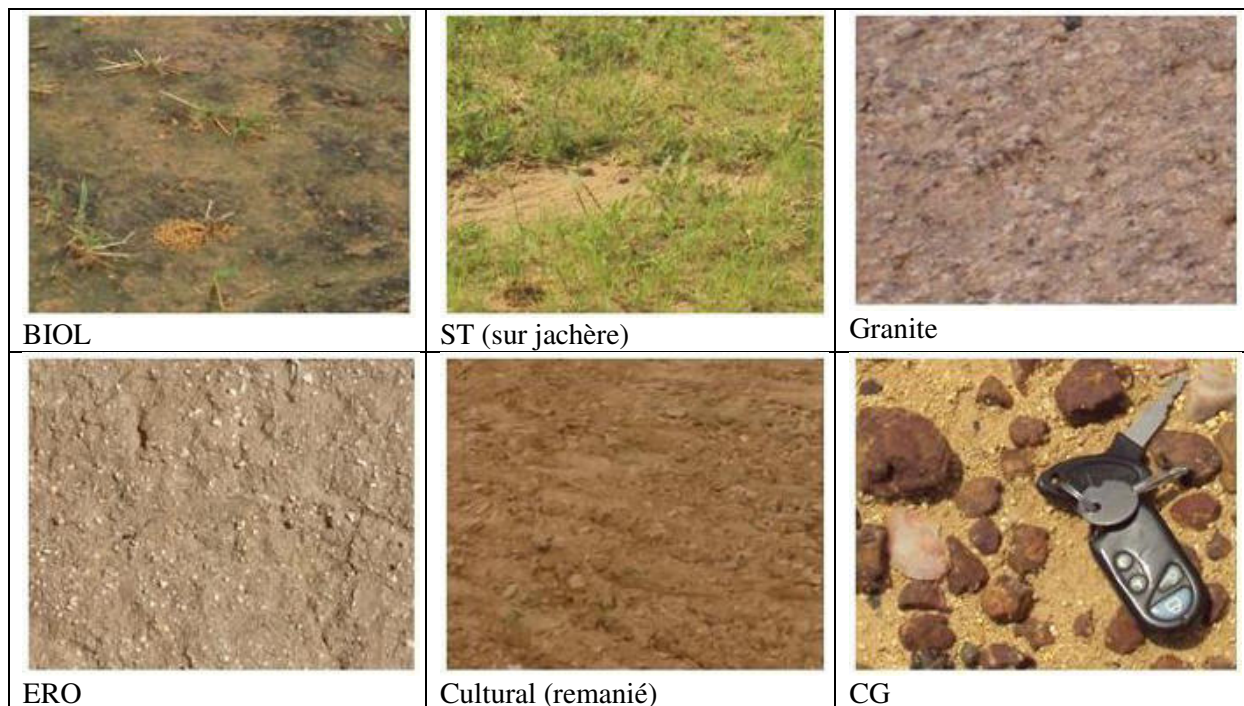 BIOL
ST (sur jachère)
Granite
ERO
Cultural (remanié)
CG